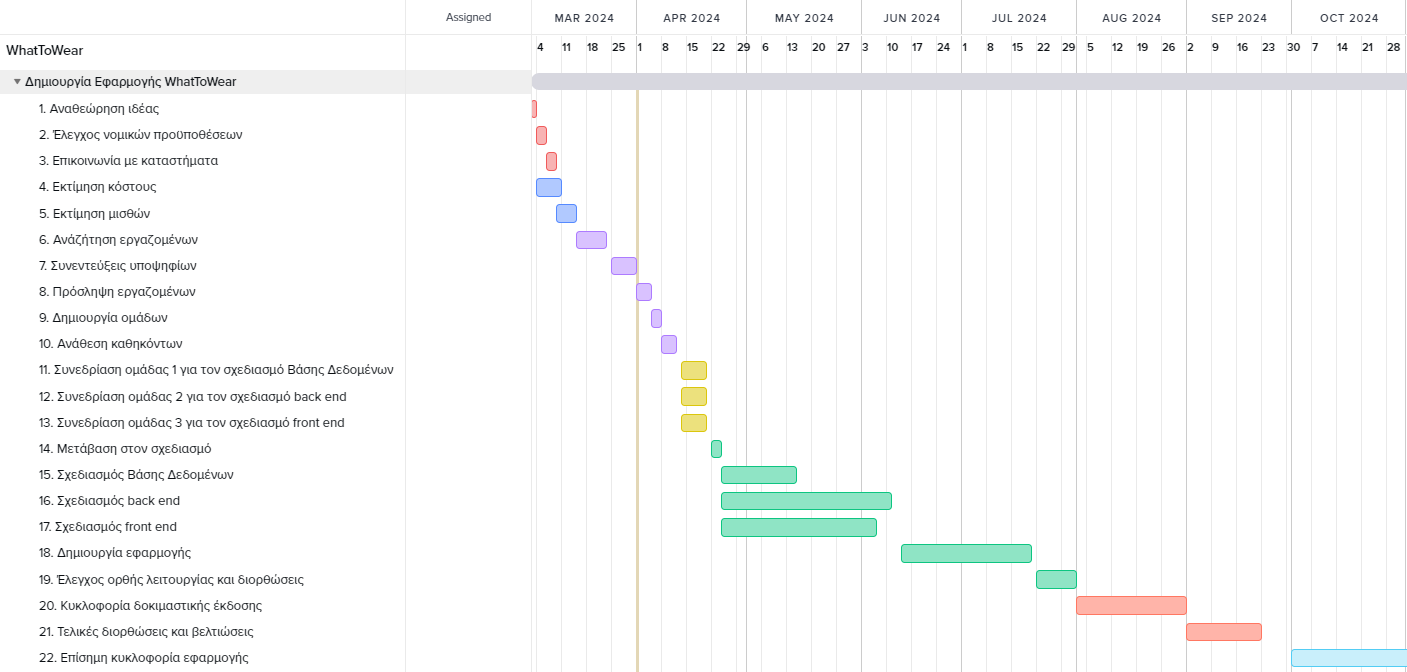 Assigned
MAR 2024 APR 2024 MAY 2024 JUN 2024 JUL 2024 AUG 2024 SEP 2024 OCT 2024
WhatToWear
4 11 18 25 1 8 15 22 29 6 13 20 27 3 10 17 24 1 8 15 22 29 5 12 19 26 2 9 16 23 30 7 14 21 28
Δημιουργία Εφαρμογής WhatToWear
1. Αναθεώρηση ιδέας
2. Έλεγχος νομικών προϋποθέσεων
3. Επικοινωνία με καταστήματα
4. Εκτίμηση κόστους
5. Εκτίμηση μισθών
6. Ανάζήτηση εργαζομένων
7. Συνεντεύξεις υποψηφίων
8. Πρόσληψη εργαζομένων
9. Δημιουργία ομάδων
10. Ανάθεση καθηκόντων
11. Συνεδρίαση ομάδας 1 για τον σχεδιασμό Βάσης Δεδομένων
12. Συνεδρίαση ομάδας 2 για τον σχεδιασμό back end
13. Συνεδρίαση ομάδας 3 για τον σχεδιασμό front end
14. Μετάβαση στον σχεδιασμό
15. Σχεδιασμός Βάσης Δεδομένων
16. Σχεδιασμός back end
17. Σχεδιασμός front end
18. Δημιουργία εφαρμογής
19. Έλεγχος ορθής λειτουργίας και διορθώσεις
20. Κυκλοφορία δοκιμαστικής έκδοσης
21. Τελικές διορθώσεις και βελτιώσεις
22. Επίσημη κυκλοφορία εφαρμογής